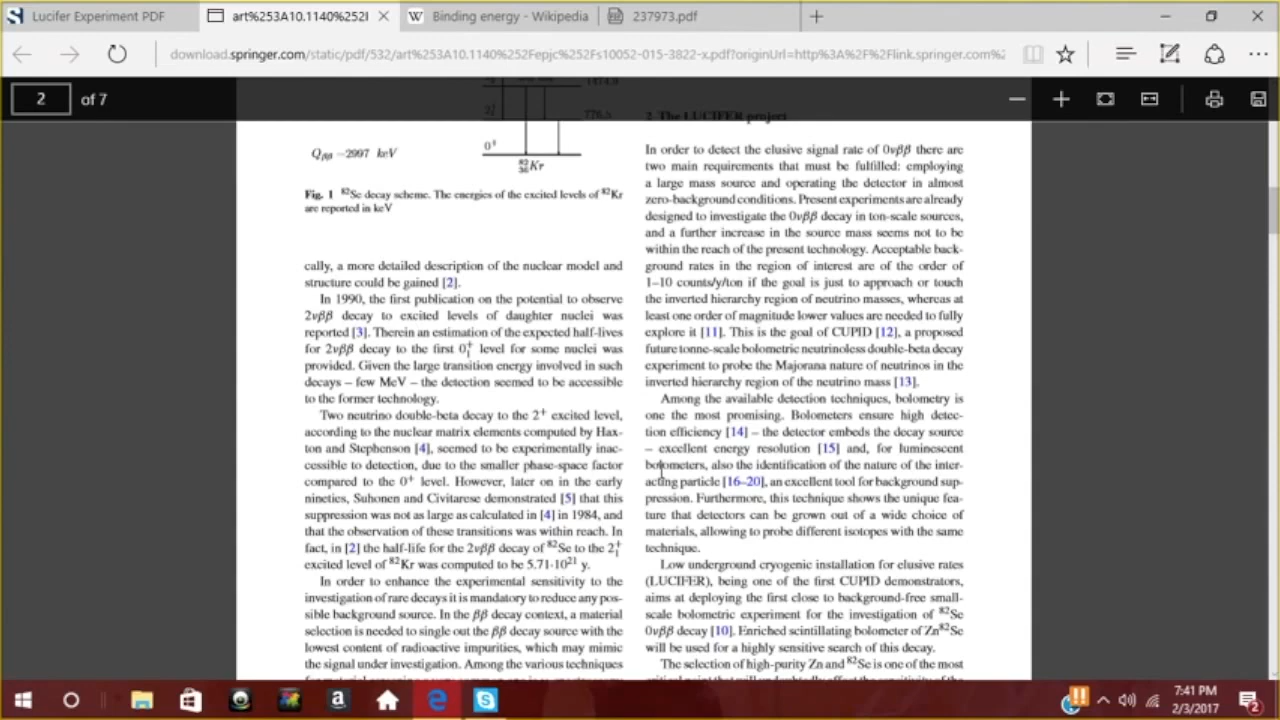 Lucifer Experiment PDF
art%253A10.1140%252I
Binding energy - Wikipedia
237973.pdf
download.springer.com/static/pdf/532/art%253A10.1140%252Fepjc%252Fs10052-015-3822-x.pdf?originUrl=http%3A%2F%2Flink.springer.com%2
2 of 7
0⁺
Qββ −2997 keV
⁸²₃₆Kr
Fig. 1 ⁸²Se decay scheme. The energies of the excited levels of ⁸²Kr
are reported in keV
cally, a more detailed description of the nuclear model and
structure could be gained [2].
In 1990, the first publication on the potential to observe
2νββ decay to excited levels of daughter nuclei was
reported [3]. Therein an estimation of the expected half-lives
for 2νββ decay to the first 0₁⁺ level for some nuclei was
provided. Given the large transition energy involved in such
decays – few MeV – the detection seemed to be accessible
to the former technology.
Two neutrino double-beta decay to the 2⁺ excited level,
according to the nuclear matrix elements computed by Hax-
ton and Stephenson [4], seemed to be experimentally inac-
cessible to detection, due to the smaller phase-space factor
compared to the 0⁺ level. However, later on in the early
nineties, Suhonen and Civitarese demonstrated [5] that this
suppression was not as large as calculated in [4] in 1984, and
that the observation of these transitions was within reach. In
fact, in [2] the half-life for the 2νββ decay of ⁸²Se to the 2₁⁺
excited level of ⁸²Kr was computed to be 5.71·10²¹ y.
In order to enhance the experimental sensitivity to the
investigation of rare decays it is mandatory to reduce any pos-
sible background source. In the ββ decay context, a material
selection is needed to single out the ββ decay source with the
lowest content of radioactive impurities, which may mimic
the signal under investigation. Among the various techniques
2 The LUCIFER project
In order to detect the elusive signal rate of 0νββ there are
two main requirements that must be fulfilled: employing
a large mass source and operating the detector in almost
zero-background conditions. Present experiments are already
designed to investigate the 0νββ decay in ton-scale sources,
and a further increase in the source mass seems not to be
within the reach of the present technology. Acceptable back-
ground rates in the region of interest are of the order of
1–10 counts/y/ton if the goal is just to approach or touch
the inverted hierarchy region of neutrino masses, whereas at
least one order of magnitude lower values are needed to fully
explore it [11]. This is the goal of CUPID [12], a proposed
future tonne-scale bolometric neutrinoless double-beta decay
experiment to probe the Majorana nature of neutrinos in the
inverted hierarchy region of the neutrino mass [13].
Among the available detection techniques, bolometry is
one the most promising. Bolometers ensure high detec-
tion efficiency [14] – the detector embeds the decay source
– excellent energy resolution [15] and, for luminescent
bolometers, also the identification of the nature of the inter-
acting particle [16–20], an excellent tool for background sup-
pression. Furthermore, this technique shows the unique fea-
ture that detectors can be grown out of a wide choice of
materials, allowing to probe different isotopes with the same
technique.
Low underground cryogenic installation for elusive rates
(LUCIFER), being one of the first CUPID demonstrators,
aims at deploying the first close to background-free small-
scale bolometric experiment for the investigation of ⁸²Se
0νββ decay [10]. Enriched scintillating bolometer of Zn⁸²Se
will be used for a highly sensitive search of this decay.
The selection of high-purity Zn and ⁸²Se is one of the most
7:41 PM
2/3/2017
2